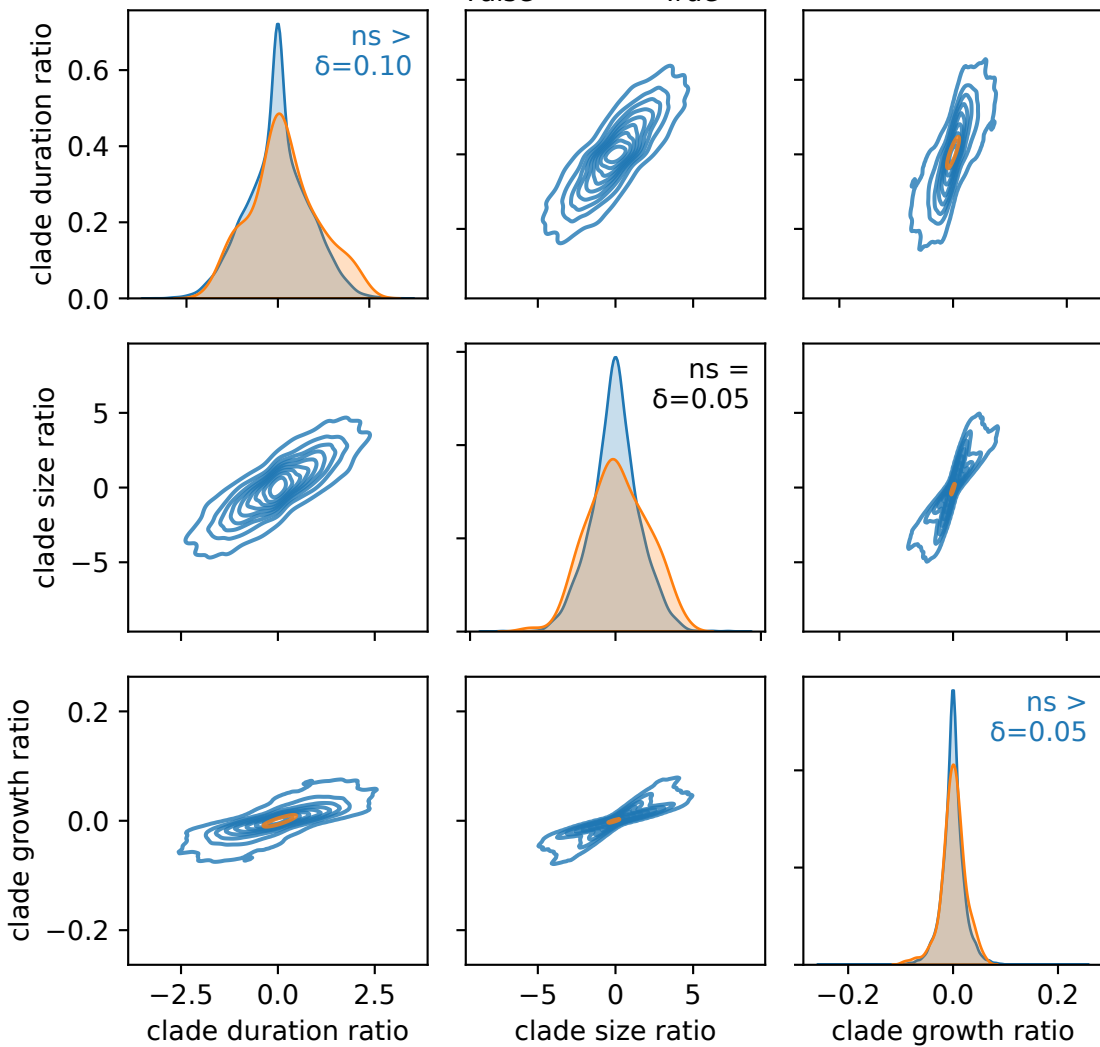 clade duration ratio
0.6
0.4
0.2
0.0
ns >
δ=0.10
clade size ratio
5
0
−5
ns =
δ=0.05
clade growth ratio
0.2
0.0
−0.2
ns >
δ=0.05
−2.5 0.0 2.5
−5 0 5
−0.2 0.0 0.2
clade duration ratio
clade size ratio
clade growth ratio